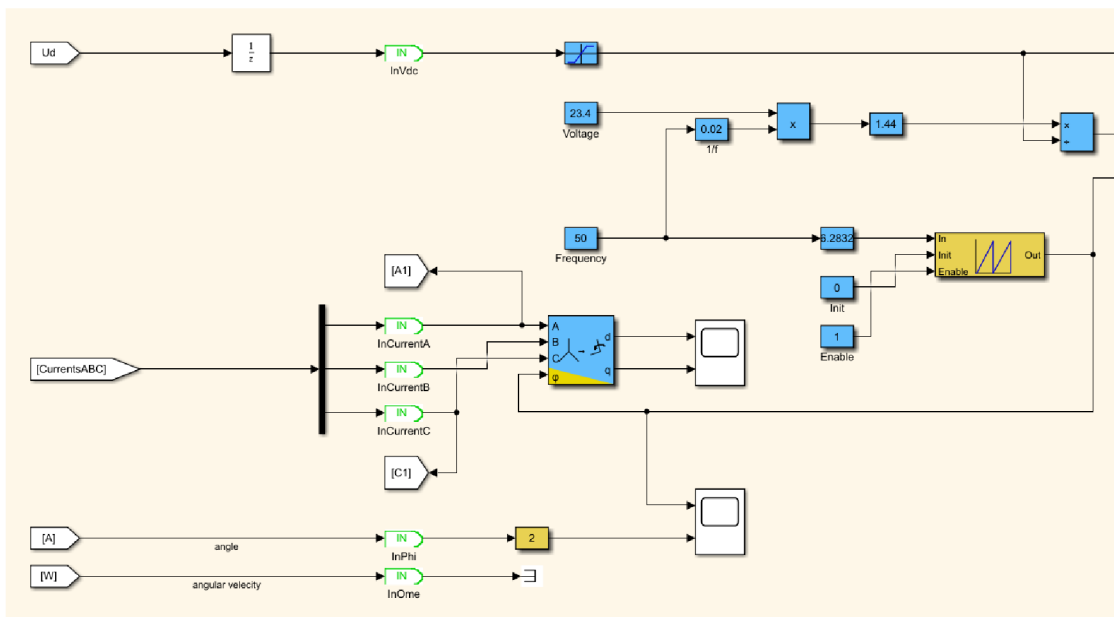 Ud
1
z
IN
InVdc
23.4
Voltage
0.02
1/f
x
1.44
×
÷
50
Frequency
6.2832
In
Init
Enable
Out
0
Init
1
Enable
[A1]
[CurrentsABC]
IN
InCurrentA
IN
InCurrentB
IN
InCurrentC
A
B
C
φ
d
q
[C1]
[A]
angle
IN
InPhi
2
[W]
angular velecity
IN
InOme